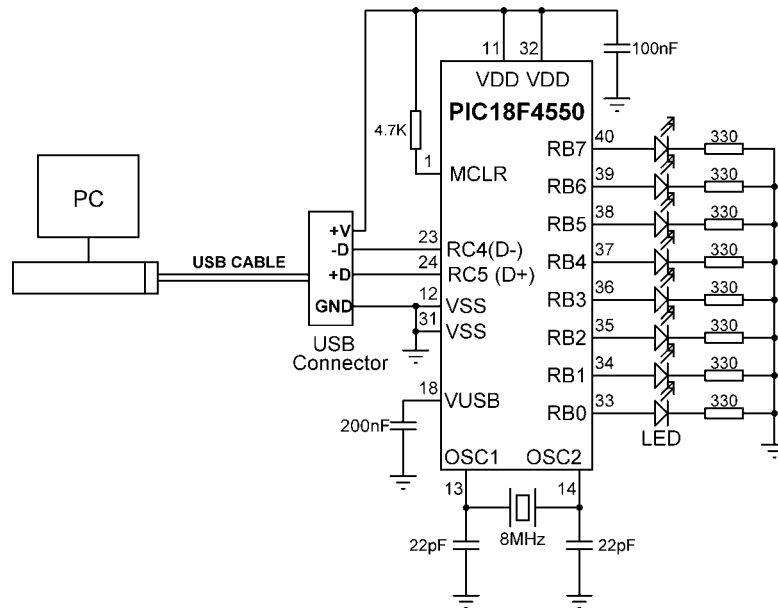 11 32
100nF
VDD VDD
PIC18F4550
4.7K
1 MCLR
PC
USB CABLE
+V
-D
+D
GND
USB
Connector
23 RC4(D-)
24 RC5 (D+)
12 VSS
31 VSS
18 VUSB
200nF
RB7 40 330
RB6 39 330
RB5 38 330
RB4 37 330
RB3 36 330
RB2 35 330
RB1 34 330
RB0 33 330
LED
OSC1 OSC2
13 14
22pF 8MHz 22pF